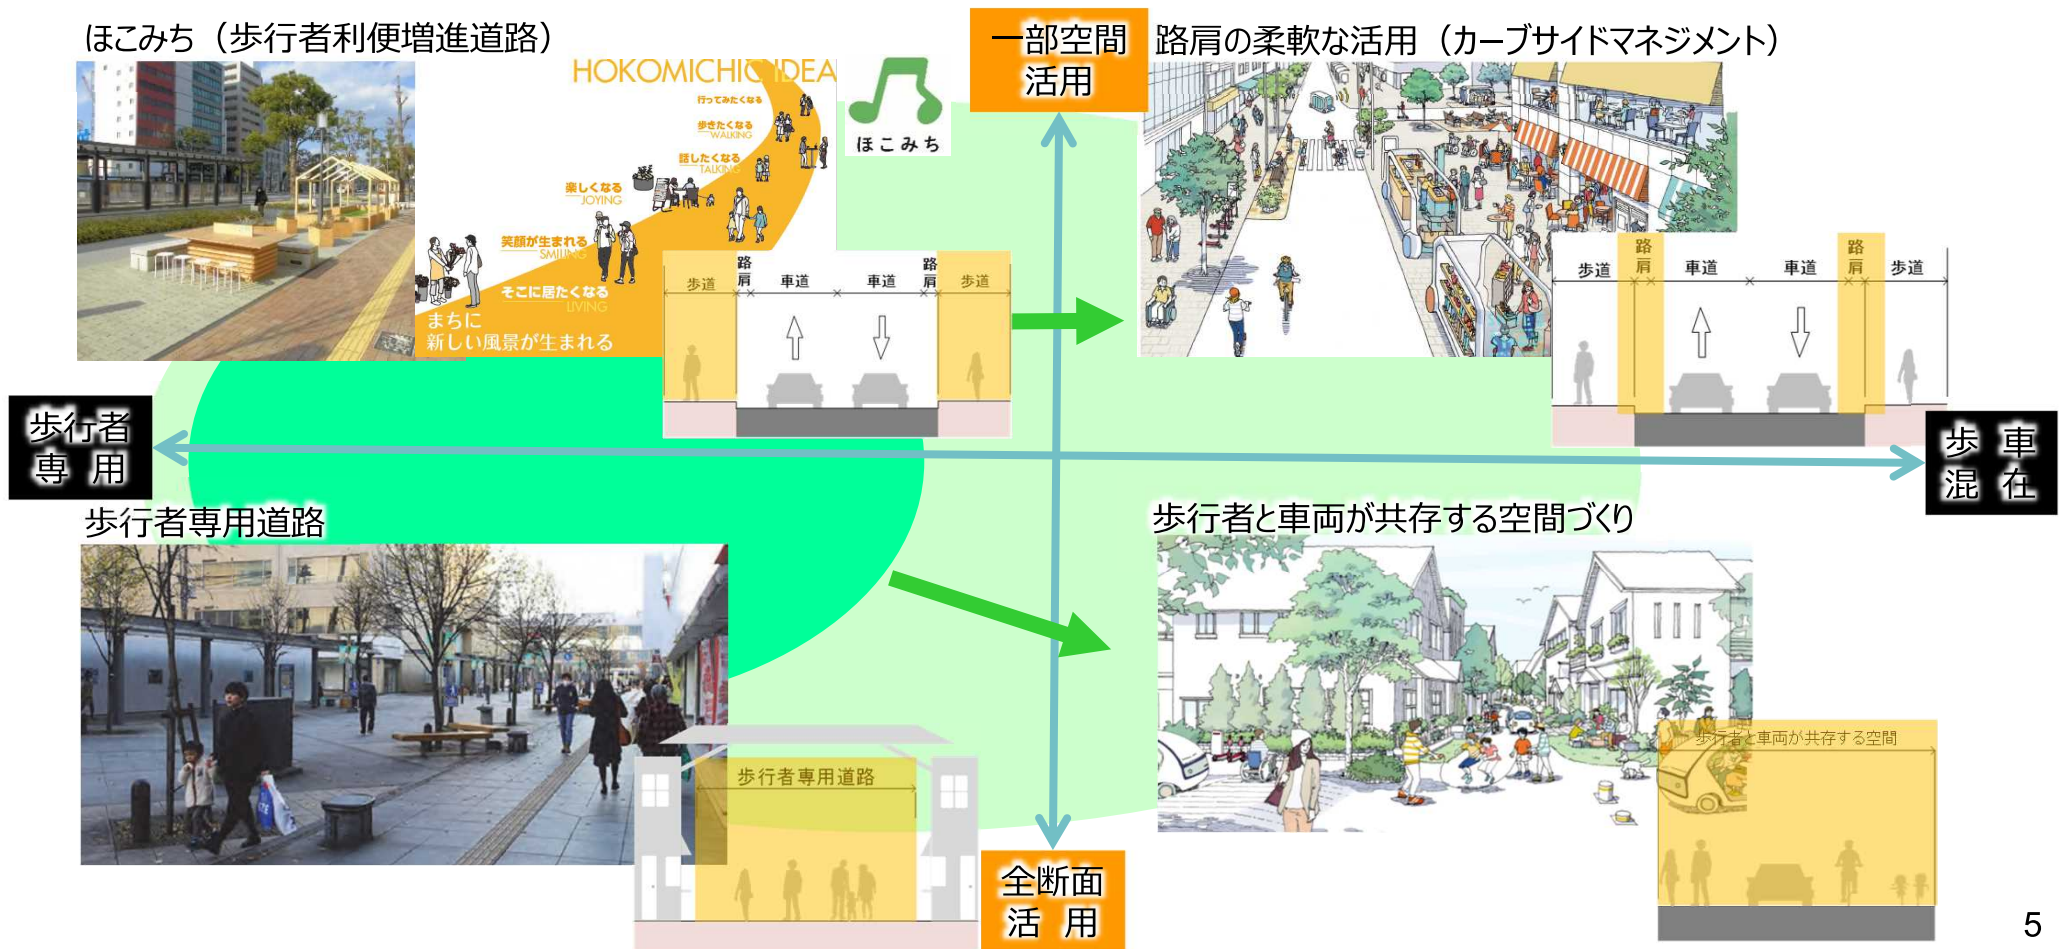 ほこみち（歩行者利便増進道路）
一部空間
活用
路肩の柔軟な活用（カーブサイドマネジメント）
HOKOMICHI IDEA
行ってみたくなる
歩きたくなる
WALKING
話したくなる
TALKING
楽しくなる
JOYING
笑顔が生まれる
SMILING
そこに居たくなる
LIVING
まちに
新しい風景が生まれる
ほこみち
歩道 路肩 車道 車道 路肩 歩道
歩道 路肩 車道 車道 路肩 歩道
歩行者
専 用
歩 車
混 在
歩行者専用道路
歩行者と車両が共存する空間づくり
歩行者専用道路
歩行者と車両が共存する空間
全断面
活 用
5